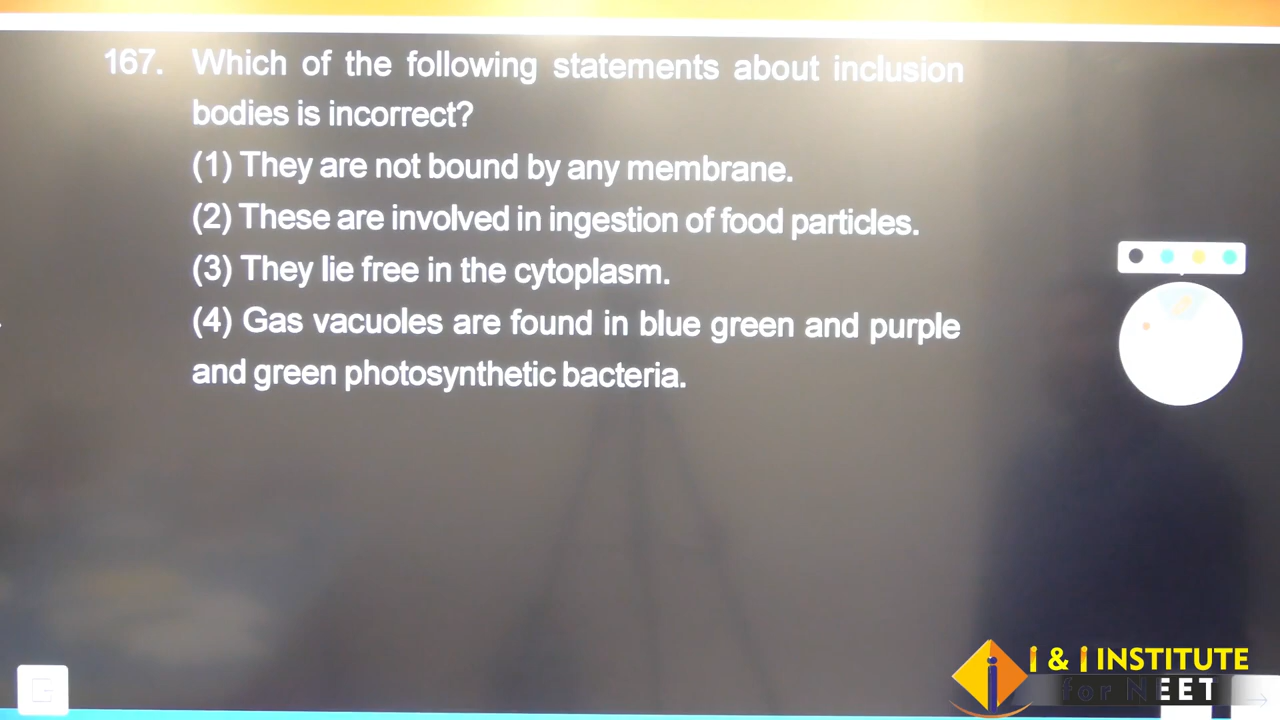 167. Which of the following statements about inclusion
bodies is incorrect?
(1) They are not bound by any membrane.
(2) These are involved in ingestion of food particles.
(3) They lie free in the cytoplasm.
(4) Gas vacuoles are found in blue green and purple
and green photosynthetic bacteria.
i & i INSTITUTE
for NEET